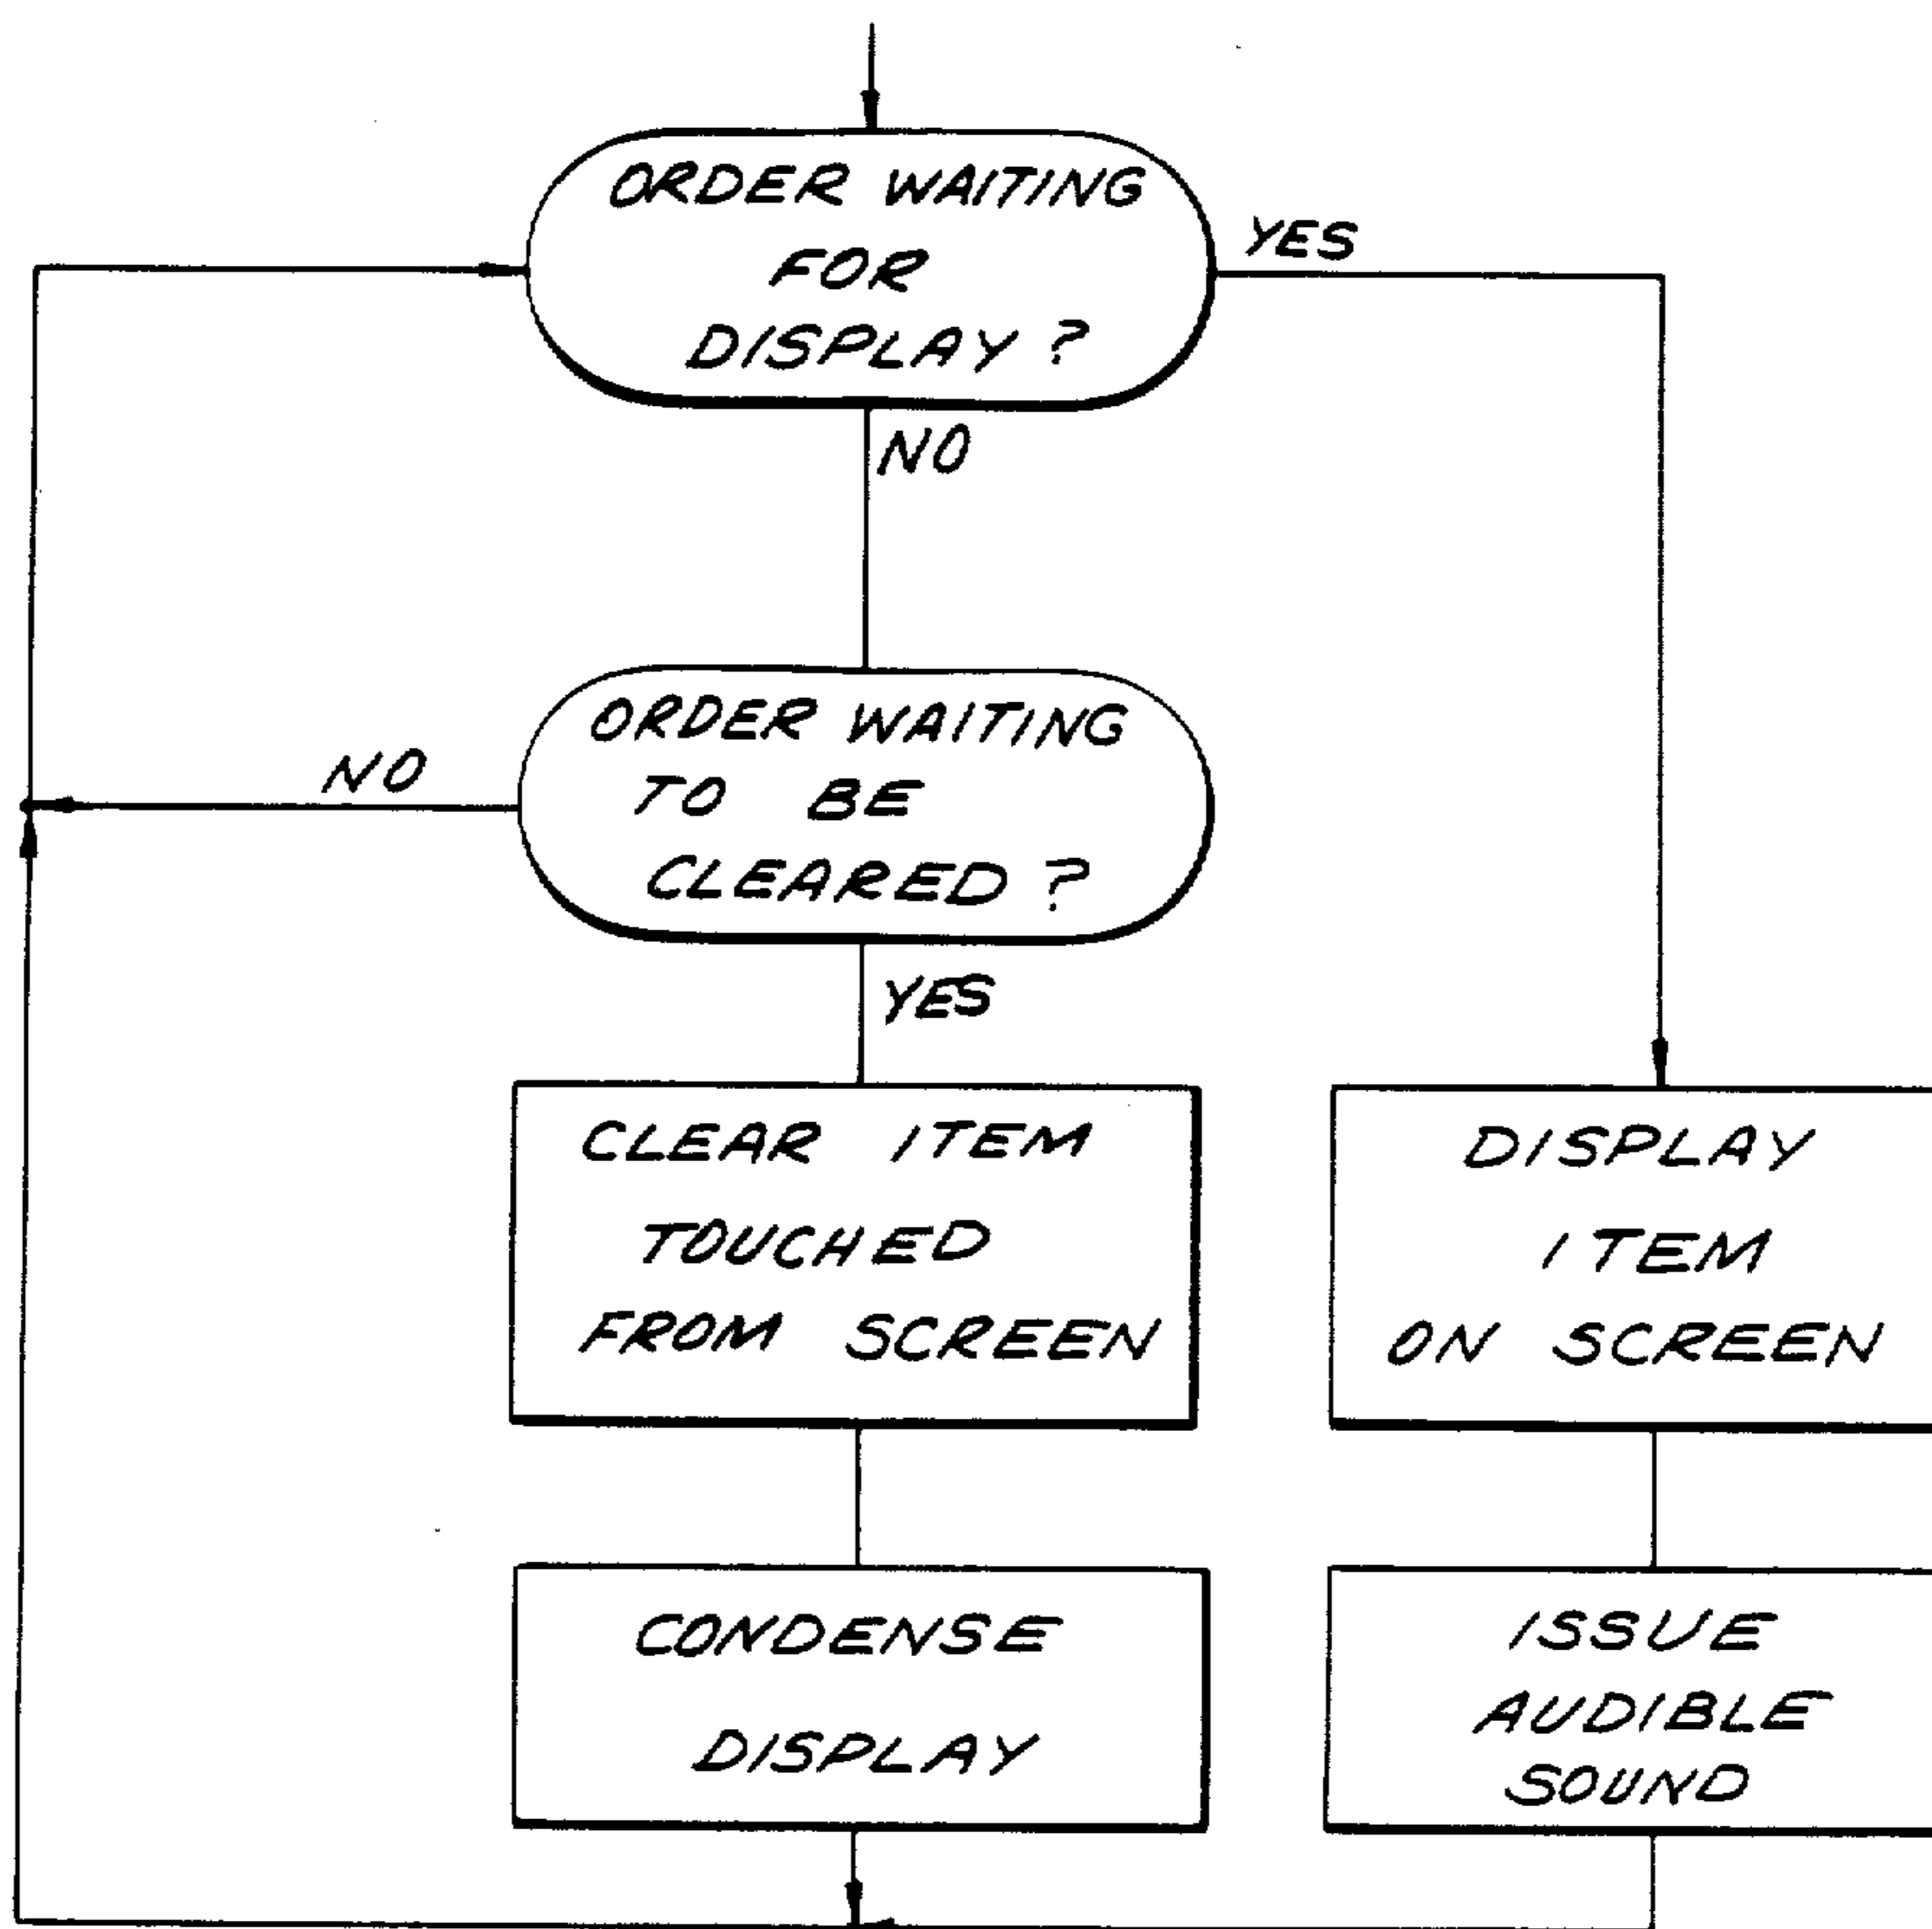 ORDER WAITING
FOR
DISPLAY ?
YES
NO
ORDER WAITING
TO BE
CLEARED ?
NO
YES
CLEAR ITEM
TOUCHED
FROM SCREEN
DISPLAY
ITEM
ON SCREEN
CONDENSE
DISPLAY
ISSUE
AUDIBLE
SOUND